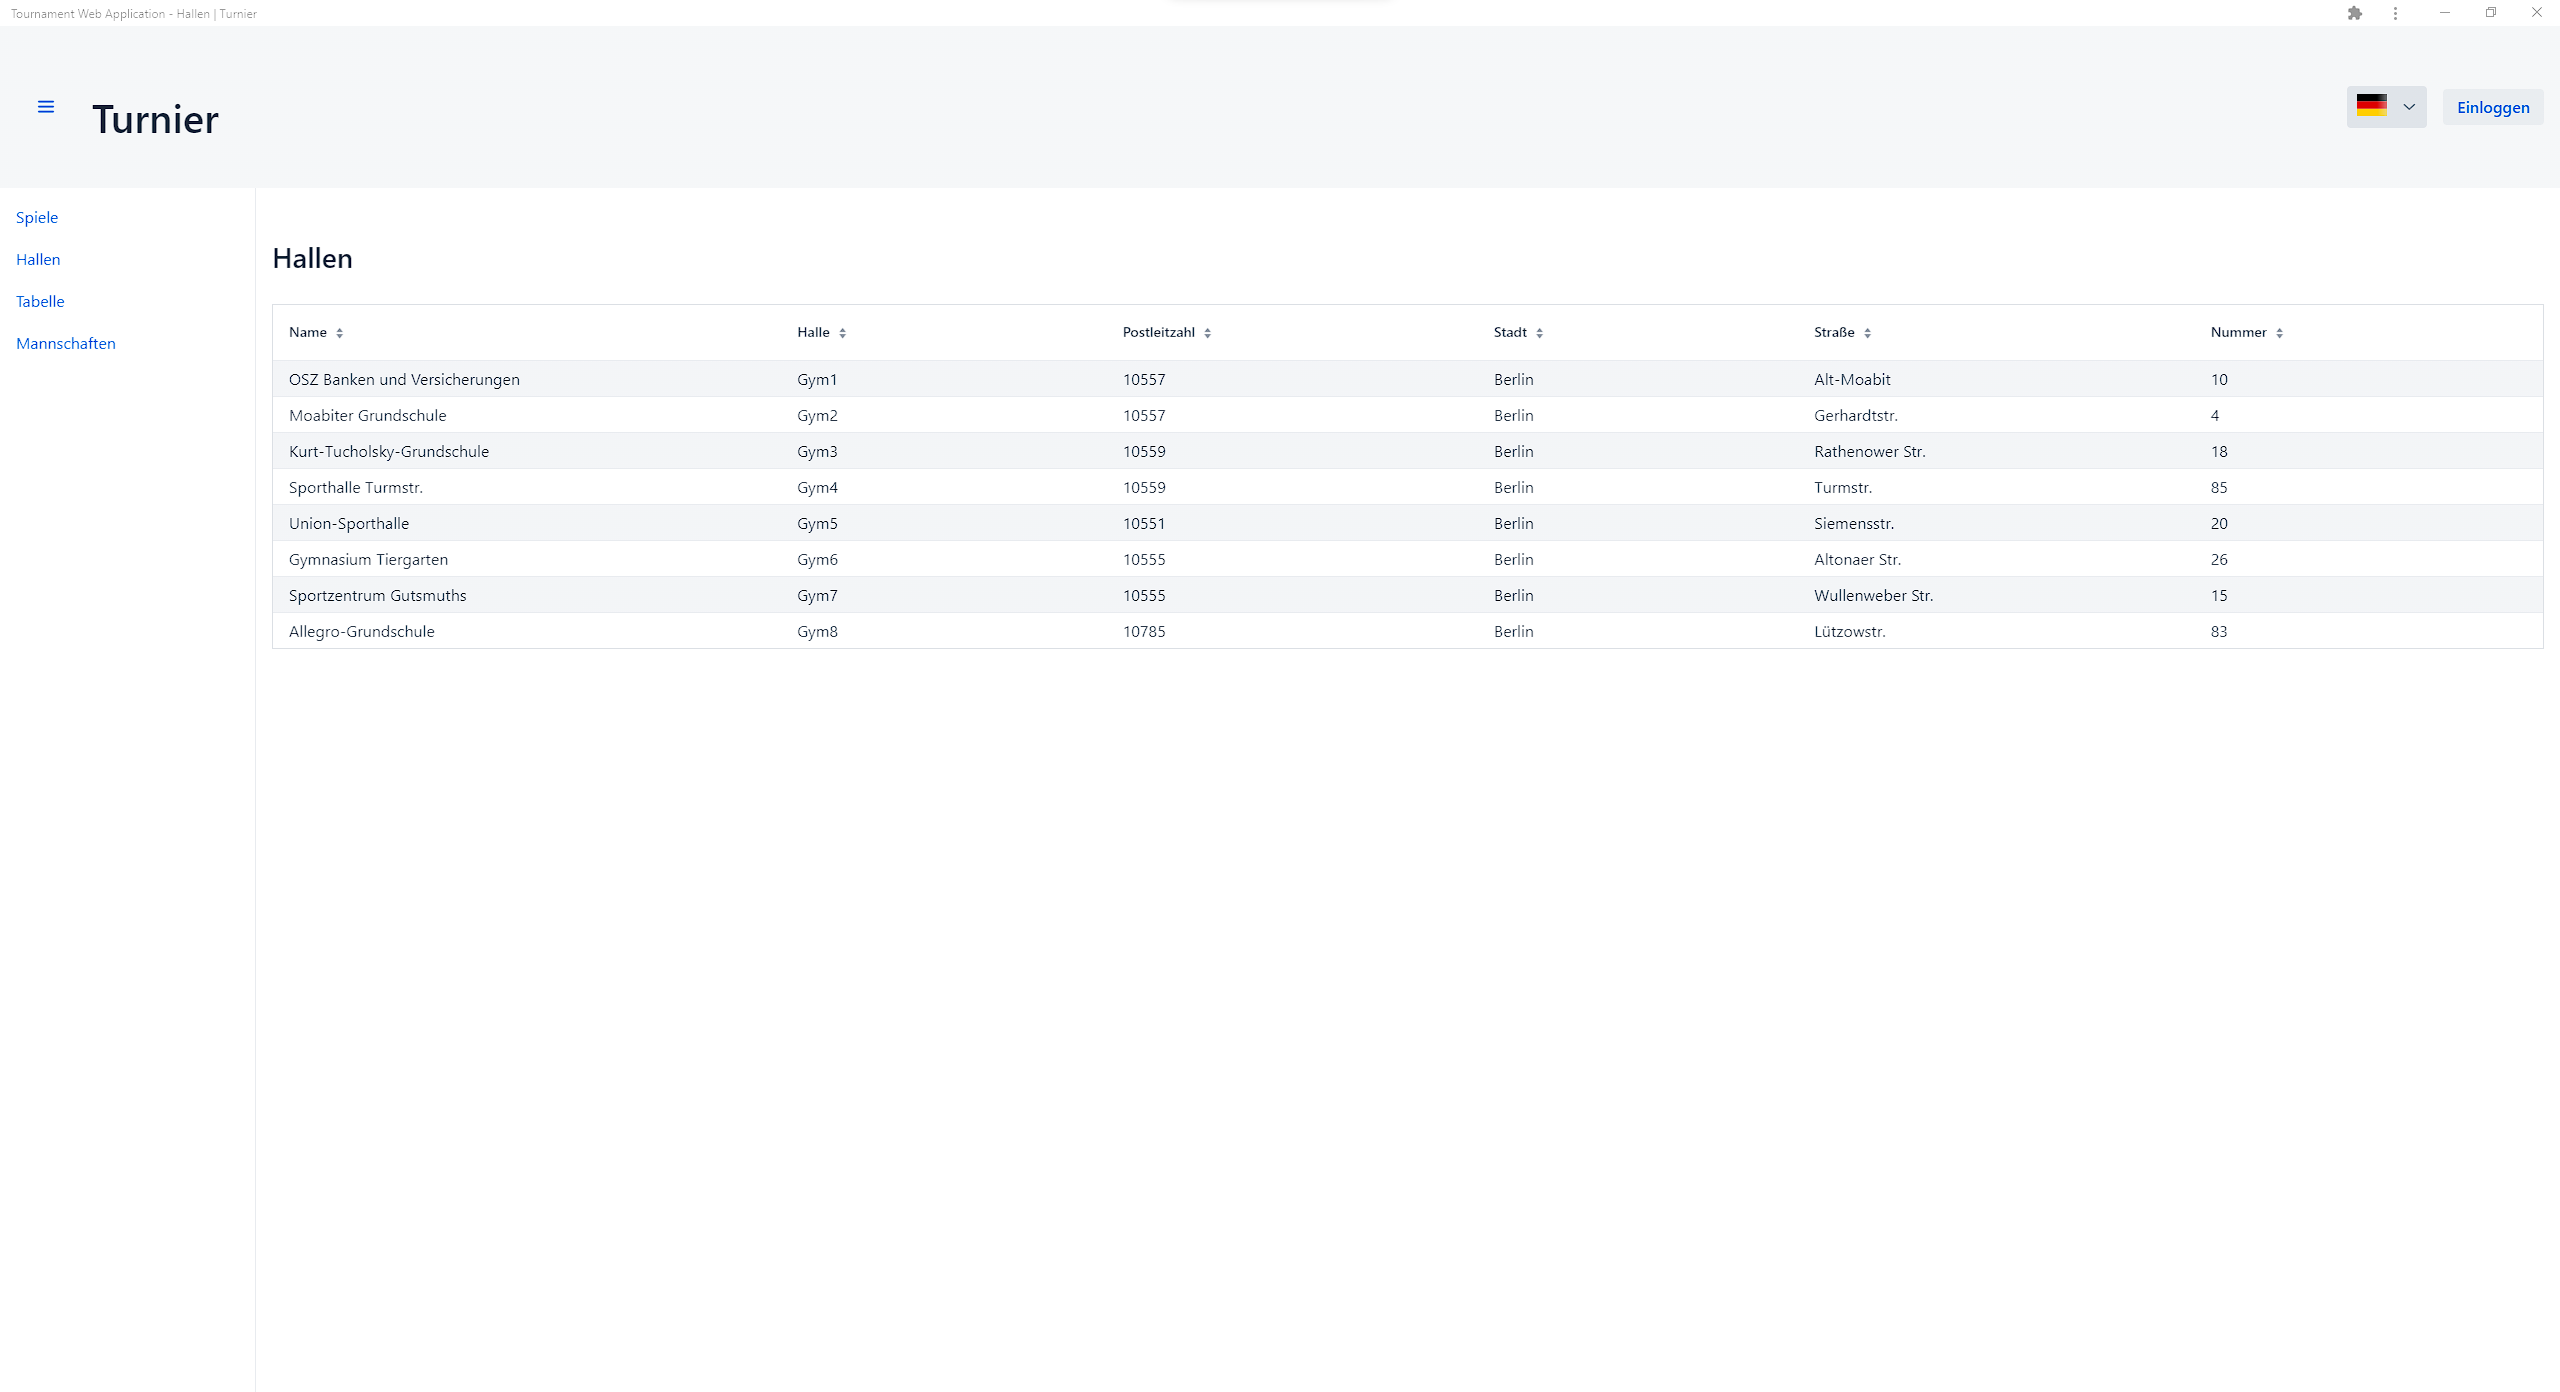 Tournament Web Application - Hallen | Turnier
Turnier
Einloggen
Spiele
Hallen
Tabelle
Mannschaften
Hallen
Name Halle Postleitzahl Stadt Straße Nummer
OSZ Banken und Versicherungen Gym1 10557 Berlin Alt-Moabit 10
Moabiter Grundschule Gym2 10557 Berlin Gerhardtstr. 4
Kurt-Tucholsky-Grundschule Gym3 10559 Berlin Rathenower Str. 18
Sporthalle Turmstr. Gym4 10559 Berlin Turmstr. 85
Union-Sporthalle Gym5 10551 Berlin Siemensstr. 20
Gymnasium Tiergarten Gym6 10555 Berlin Altonaer Str. 26
Sportzentrum Gutsmuths Gym7 10555 Berlin Wullenweber Str. 15
Allegro-Grundschule Gym8 10785 Berlin Lützowstr. 83